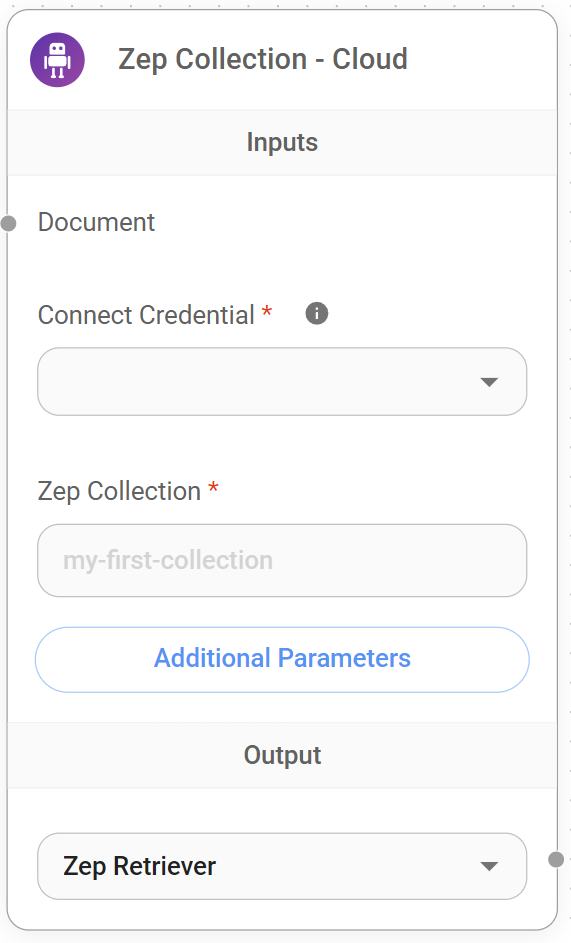 Zep Collection - Cloud
Inputs
Document
Connect Credential *
Zep Collection *
my-first-collection
Additional Parameters
Output
Zep Retriever